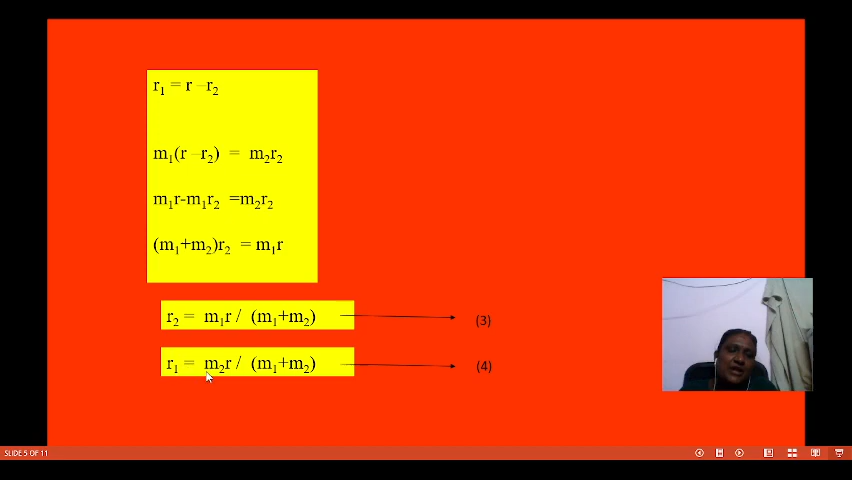 r₁ = r –r₂
m₁(r –r₂) = m₂r₂
m₁r-m₁r₂ =m₂r₂
(m₁+m₂)r₂ = m₁r
r₂ = m₁r / (m₁+m₂)
(3)
r₁ = m₂r / (m₁+m₂)
(4)
SLIDE 5 OF 11